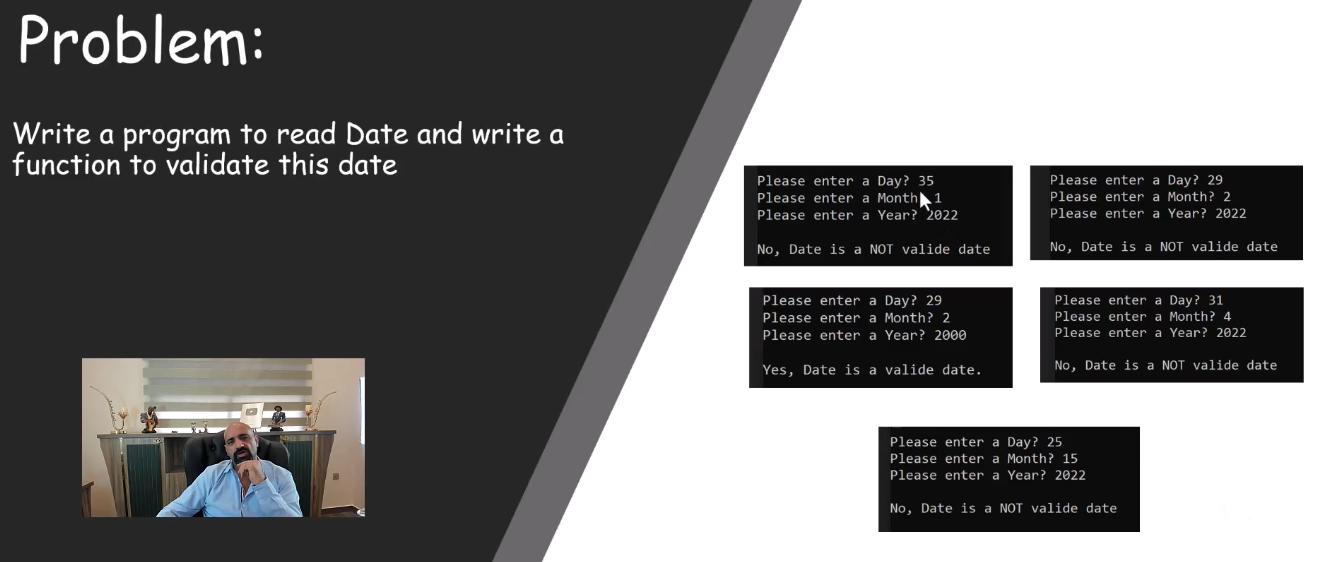 Problem:
Write a program to read Date and write a
function to validate this date
Please enter a Day? 35
Please enter a Month? 1
Please enter a Year? 2022
No, Date is a NOT valide date
Please enter a Day? 29
Please enter a Month? 2
Please enter a Year? 2022
No, Date is a NOT valide date
Please enter a Day? 29
Please enter a Month? 2
Please enter a Year? 2000
Yes, Date is a valide date.
Please enter a Day? 31
Please enter a Month? 4
Please enter a Year? 2022
No, Date is a NOT valide date
Please enter a Day? 25
Please enter a Month? 15
Please enter a Year? 2022
No, Date is a NOT valide date